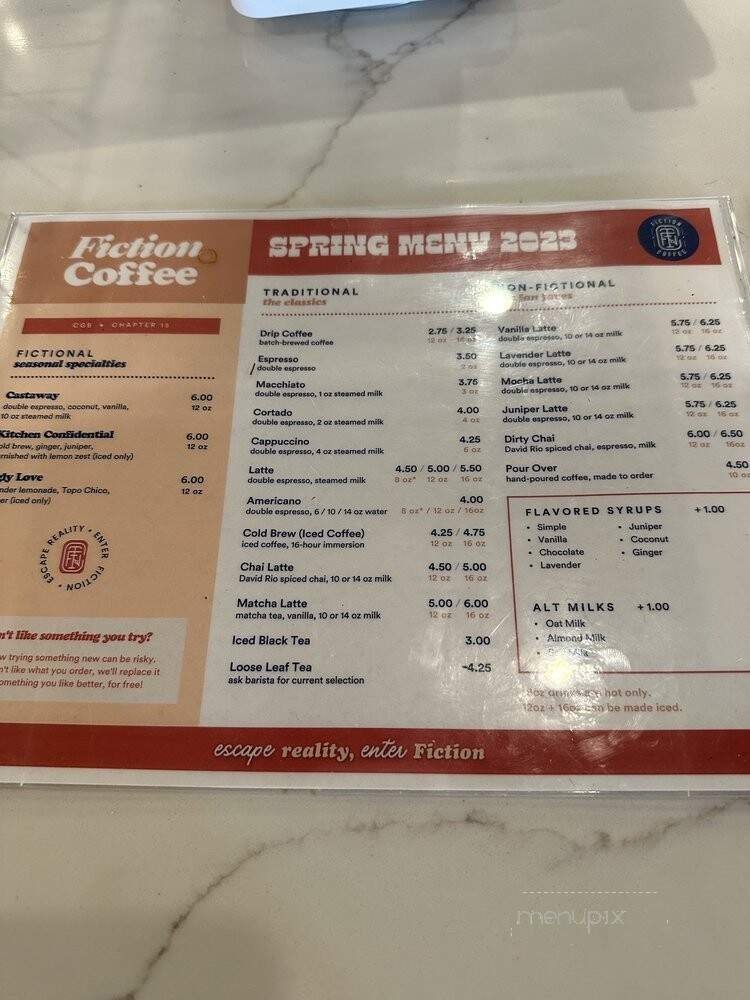 Fiction
Coffee
CGB + CHAPTER 15
FICTIONAL
seasonal specialties
Castaway 6.00
double espresso, coconut, vanilla, 12 oz
10 oz steamed milk
Kitchen Confidential 6.00
brew, ginger, juniper, 12 oz
with lemon zest (iced only)
Love 6.00
lemonade, Topo Chico, 12 oz
(iced only)
ESCAPE REALITY • ENTER FICTION •
like something you try?
trying something new can be risky.
like what you order, we'll replace it
something you like better, for free!
SPRING MENU 2023
FICTION
COFFEE
TRADITIONAL
the classics
Drip Coffee 2.75 / 3.25
batch-brewed coffee 12 oz 16 oz
Espresso 3.50
double espresso 2 oz
Macchiato 3.75
double espresso, 1 oz steamed milk 3 oz
Cortado 4.00
double espresso, 2 oz steamed milk 4 oz
Cappuccino 4.25
double espresso, 4 oz steamed milk 6 oz
Latte 4.50 / 5.00 / 5.50
double espresso, steamed milk 8 oz* 12 oz 16 oz
Americano 4.00
double espresso, 6 / 10 / 14 oz water 8 oz* / 12 oz / 16oz
Cold Brew (Iced Coffee) 4.25 / 4.75
iced coffee, 16-hour immersion 12 oz 16 oz
Chai Latte 4.50 / 5.00
David Rio spiced chai, 10 or 14 oz milk 12 oz 16 oz
Matcha Latte 5.00 / 6.00
matcha tea, vanilla, 10 or 14 oz milk 12 oz 16 oz
Iced Black Tea 3.00
Loose Leaf Tea 4.25
ask barista for current selection
NON-FICTIONAL
fan faves
Vanilla Latte 5.75 / 6.25
double espresso, 10 or 14 oz milk 12 oz 16 oz
Lavender Latte 5.75 / 6.25
double espresso, 10 or 14 oz milk 12 oz 16 oz
Mocha Latte 5.75 / 6.25
double espresso, 10 or 14 oz milk 12 oz 16 oz
Juniper Latte 5.75 / 6.25
double espresso, 10 or 14 oz milk 12 oz 16 oz
Dirty Chai 6.00 / 6.50
David Rio spiced chai, espresso, milk 12 oz 16oz
Pour Over 4.50
hand-poured coffee, made to order 10 oz
FLAVORED SYRUPS +1.00
• Simple • Juniper
• Vanilla • Coconut
• Chocolate • Ginger
• Lavender
ALT MILKS +1.00
• Oat Milk
• Almond Milk
• Milk
8oz drinks are hot only.
12oz + 16oz can be made iced.
escape reality, enter Fiction
menupix